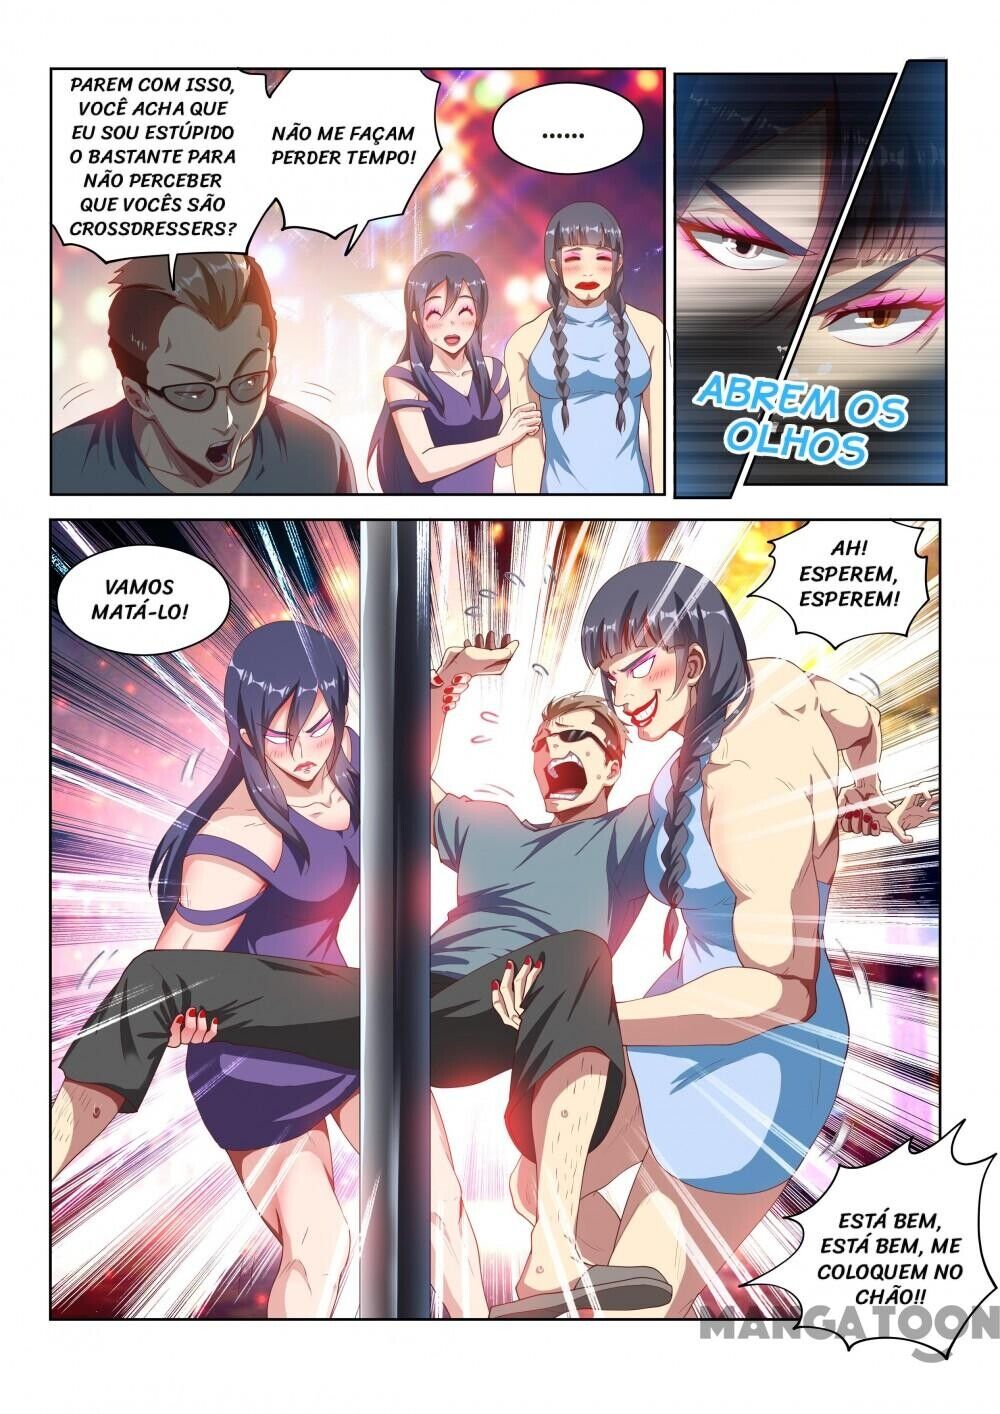 PAREM COM ISSO,
VOCÊ ACHA QUE
EU SOU ESTÚPIDO
O BASTANTE PARA
NÃO PERCEBER
QUE VOCÊS SÃO
CROSSDRESSERS?
NÃO ME FAÇAM
PERDER TEMPO!
......
ABREM OS
OLHOS
VAMOS
MATÁ-LO!
AH!
ESPEREM,
ESPEREM!
ESTÁ BEM,
ESTÁ BEM, ME
COLOQUEM NO
CHÃO!!
MANGATOON